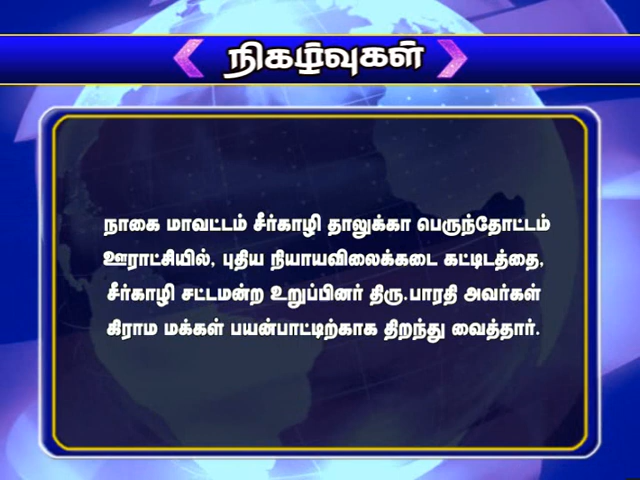 நிகழ்வுகள்
நாகை மாவட்டம் சீர்காழி தாலுக்கா பெருந்தோட்டம்
ஊராட்சியில், புதிய நியாயவிலைக்கடை கட்டிடத்தை,
சீர்காழி சட்டமன்ற உறுப்பினர் திரு.பாரதி அவர்கள்
கிராம மக்கள் பயன்பாட்டிற்காக திறந்து வைத்தார்.